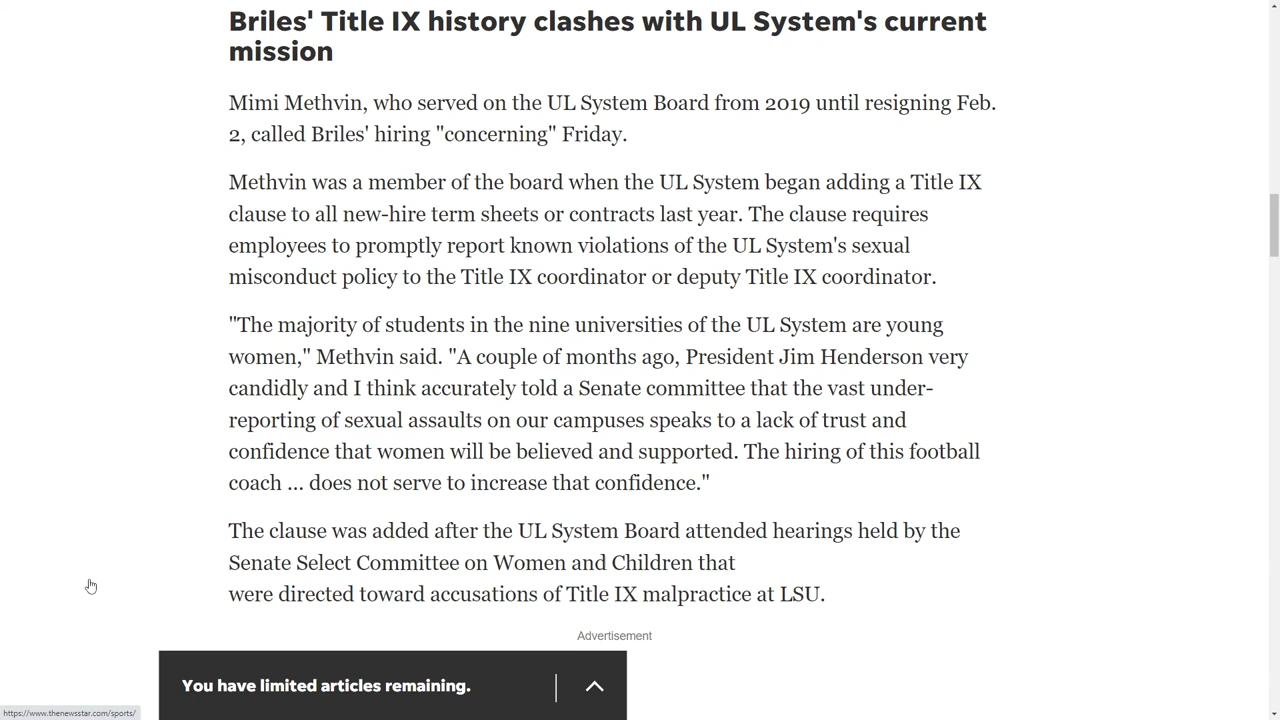 Briles' Title IX history clashes with UL System's current
mission
Mimi Methvin, who served on the UL System Board from 2019 until resigning Feb.
2, called Briles' hiring "concerning" Friday.
Methvin was a member of the board when the UL System began adding a Title IX
clause to all new-hire term sheets or contracts last year. The clause requires
employees to promptly report known violations of the UL System's sexual
misconduct policy to the Title IX coordinator or deputy Title IX coordinator.
"The majority of students in the nine universities of the UL System are young
women," Methvin said. "A couple of months ago, President Jim Henderson very
candidly and I think accurately told a Senate committee that the vast under-
reporting of sexual assaults on our campuses speaks to a lack of trust and
confidence that women will be believed and supported. The hiring of this football
coach ... does not serve to increase that confidence."
The clause was added after the UL System Board attended hearings held by the
Senate Select Committee on Women and Children that
were directed toward accusations of Title IX malpractice at LSU.
Advertisement
You have limited articles remaining.
https://www.thenewsstar.com/sports/